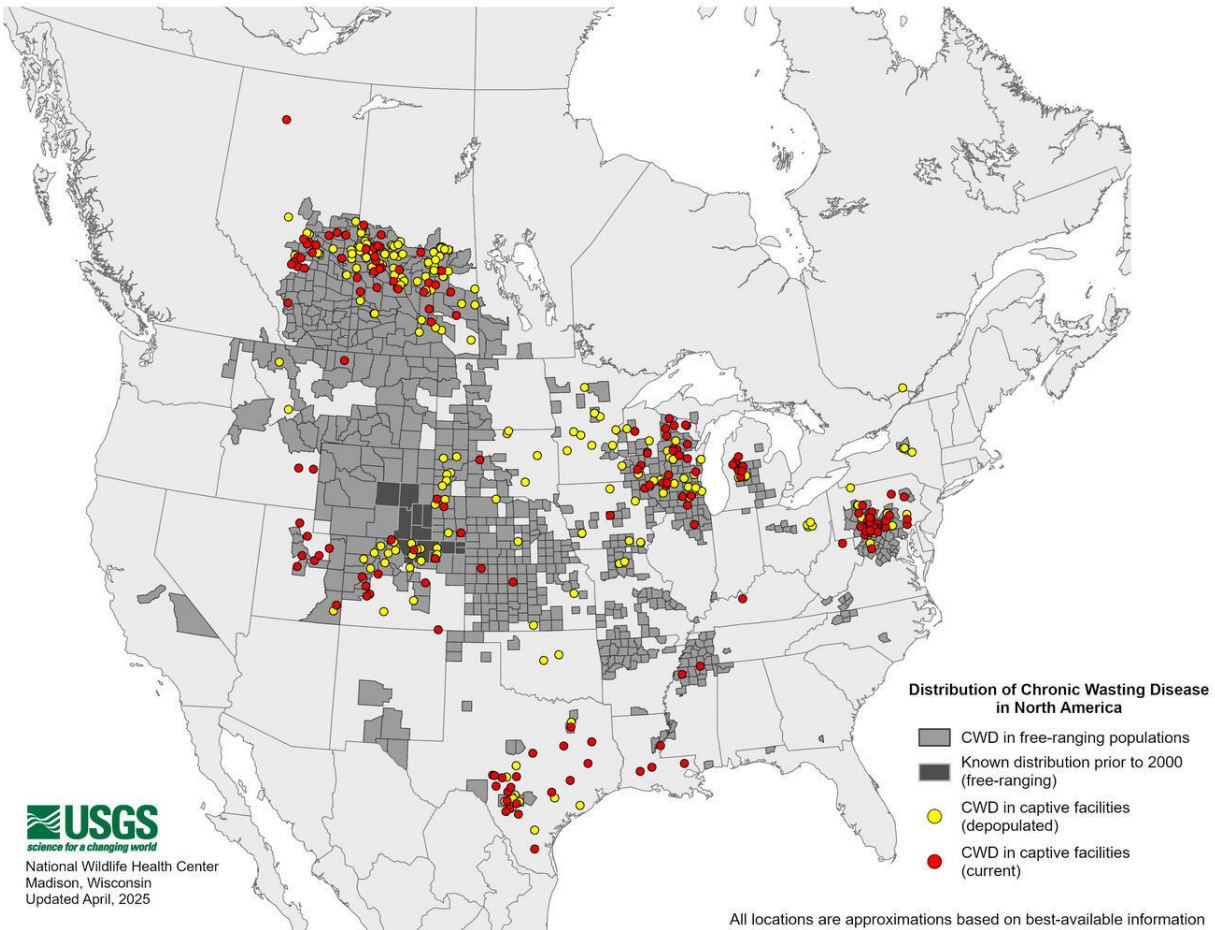 Distribution of Chronic Wasting Disease
in North America
CWD in free-ranging populations
Known distribution prior to 2000
(free-ranging)
CWD in captive facilities
(depopulated)
CWD in captive facilities
(current)
USGS
science for a changing world
National Wildlife Health Center
Madison, Wisconsin
Updated April, 2025
All locations are approximations based on best-available information